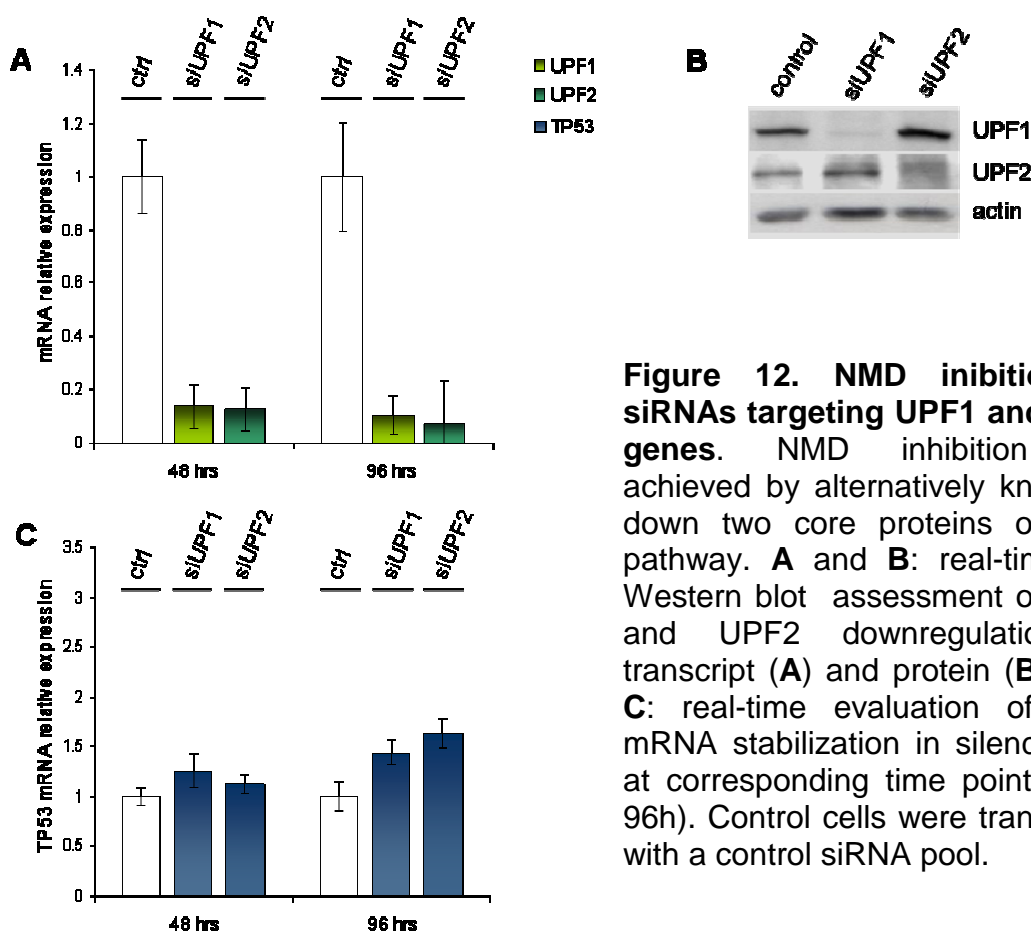 A
ctrl siUPF1 siUPF2 ctrl siUPF1 siUPF2
1.4
1.2
1
0.8
0.6
0.4
0.2
0
mRNA relative expression
48 hrs 96 hrs
UPF1
UPF2
TP53
B
control siUPF1 siUPF2
UPF1
UPF2
actin
C
ctrl siUPF1 siUPF2 ctrl siUPF1 siUPF2
3.5
3
2.5
2
1.5
1
0.5
0
TP53 mRNA relative expression
48 hrs 96 hrs
Figure 12. NMD inibitio
siRNAs targeting UPF1 and
genes. NMD inhibition
achieved by alternatively kn
down two core proteins o
pathway. A and B: real-tim
Western blot assessment o
and UPF2 downregulatio
transcript (A) and protein (B
C: real-time evaluation of
mRNA stabilization in silenc
at corresponding time point
96h). Control cells were tran
with a control siRNA pool.